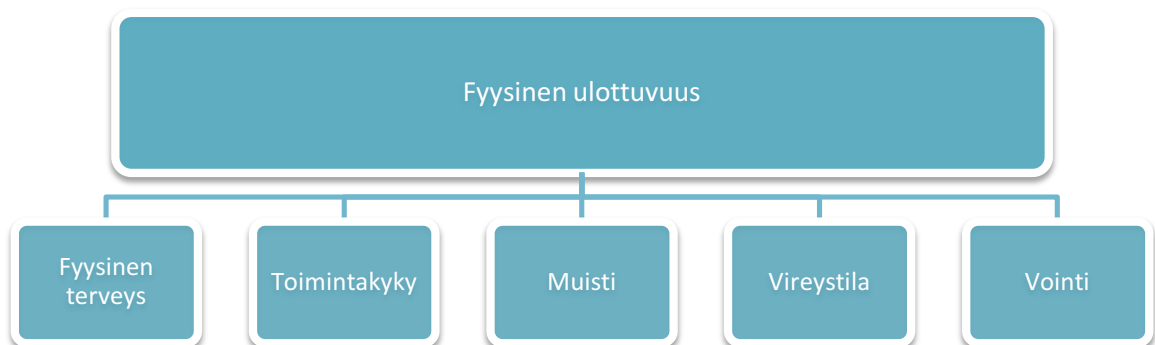 Fyysinen ulottuvuus
Fyysinen
terveys
Toimintakyky
Muisti
Vireystila
Vointi